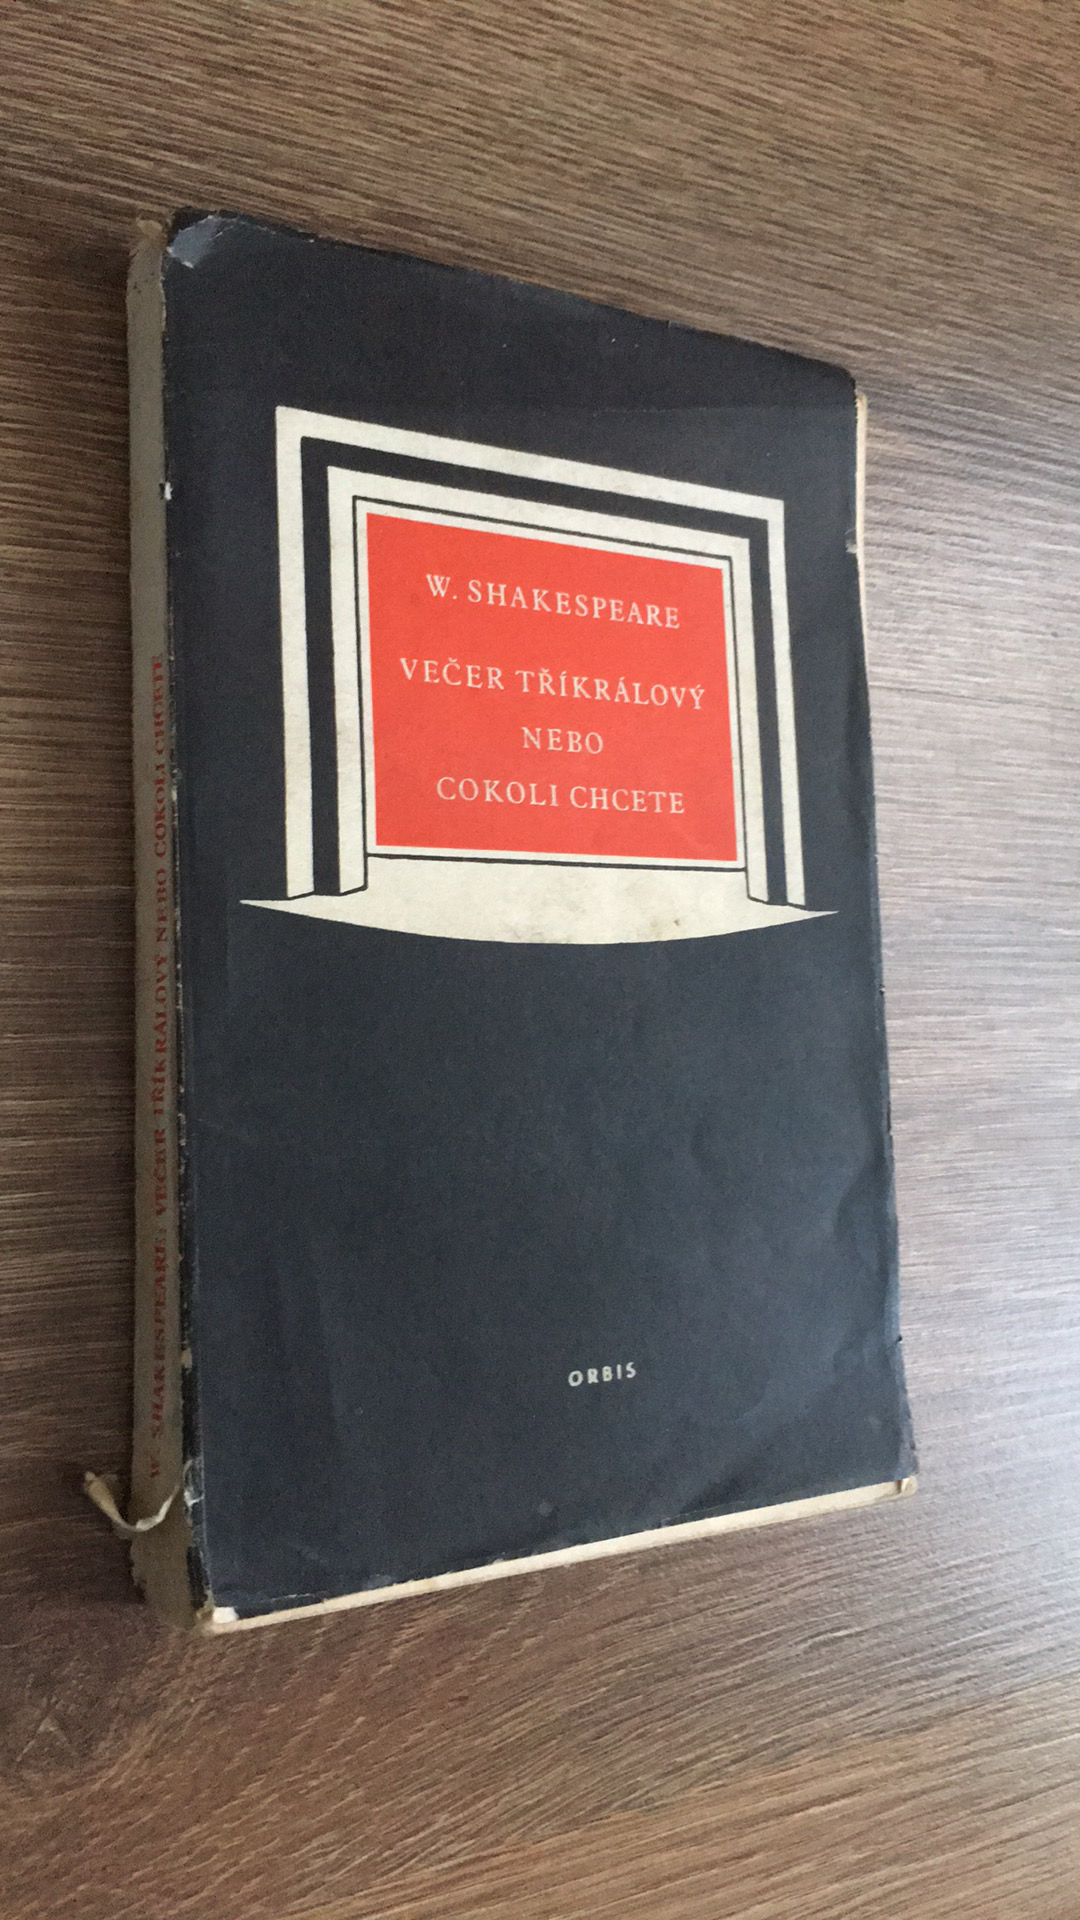 W. SHAKESPEARE
VEČER TŘÍKRÁLOVÝ
NEBO
COKOLI CHCETE
ORBIS
W. SHAKESPEARE: VEČER TŘÍKRÁLOVÝ NEBO COKOLI CHCETE